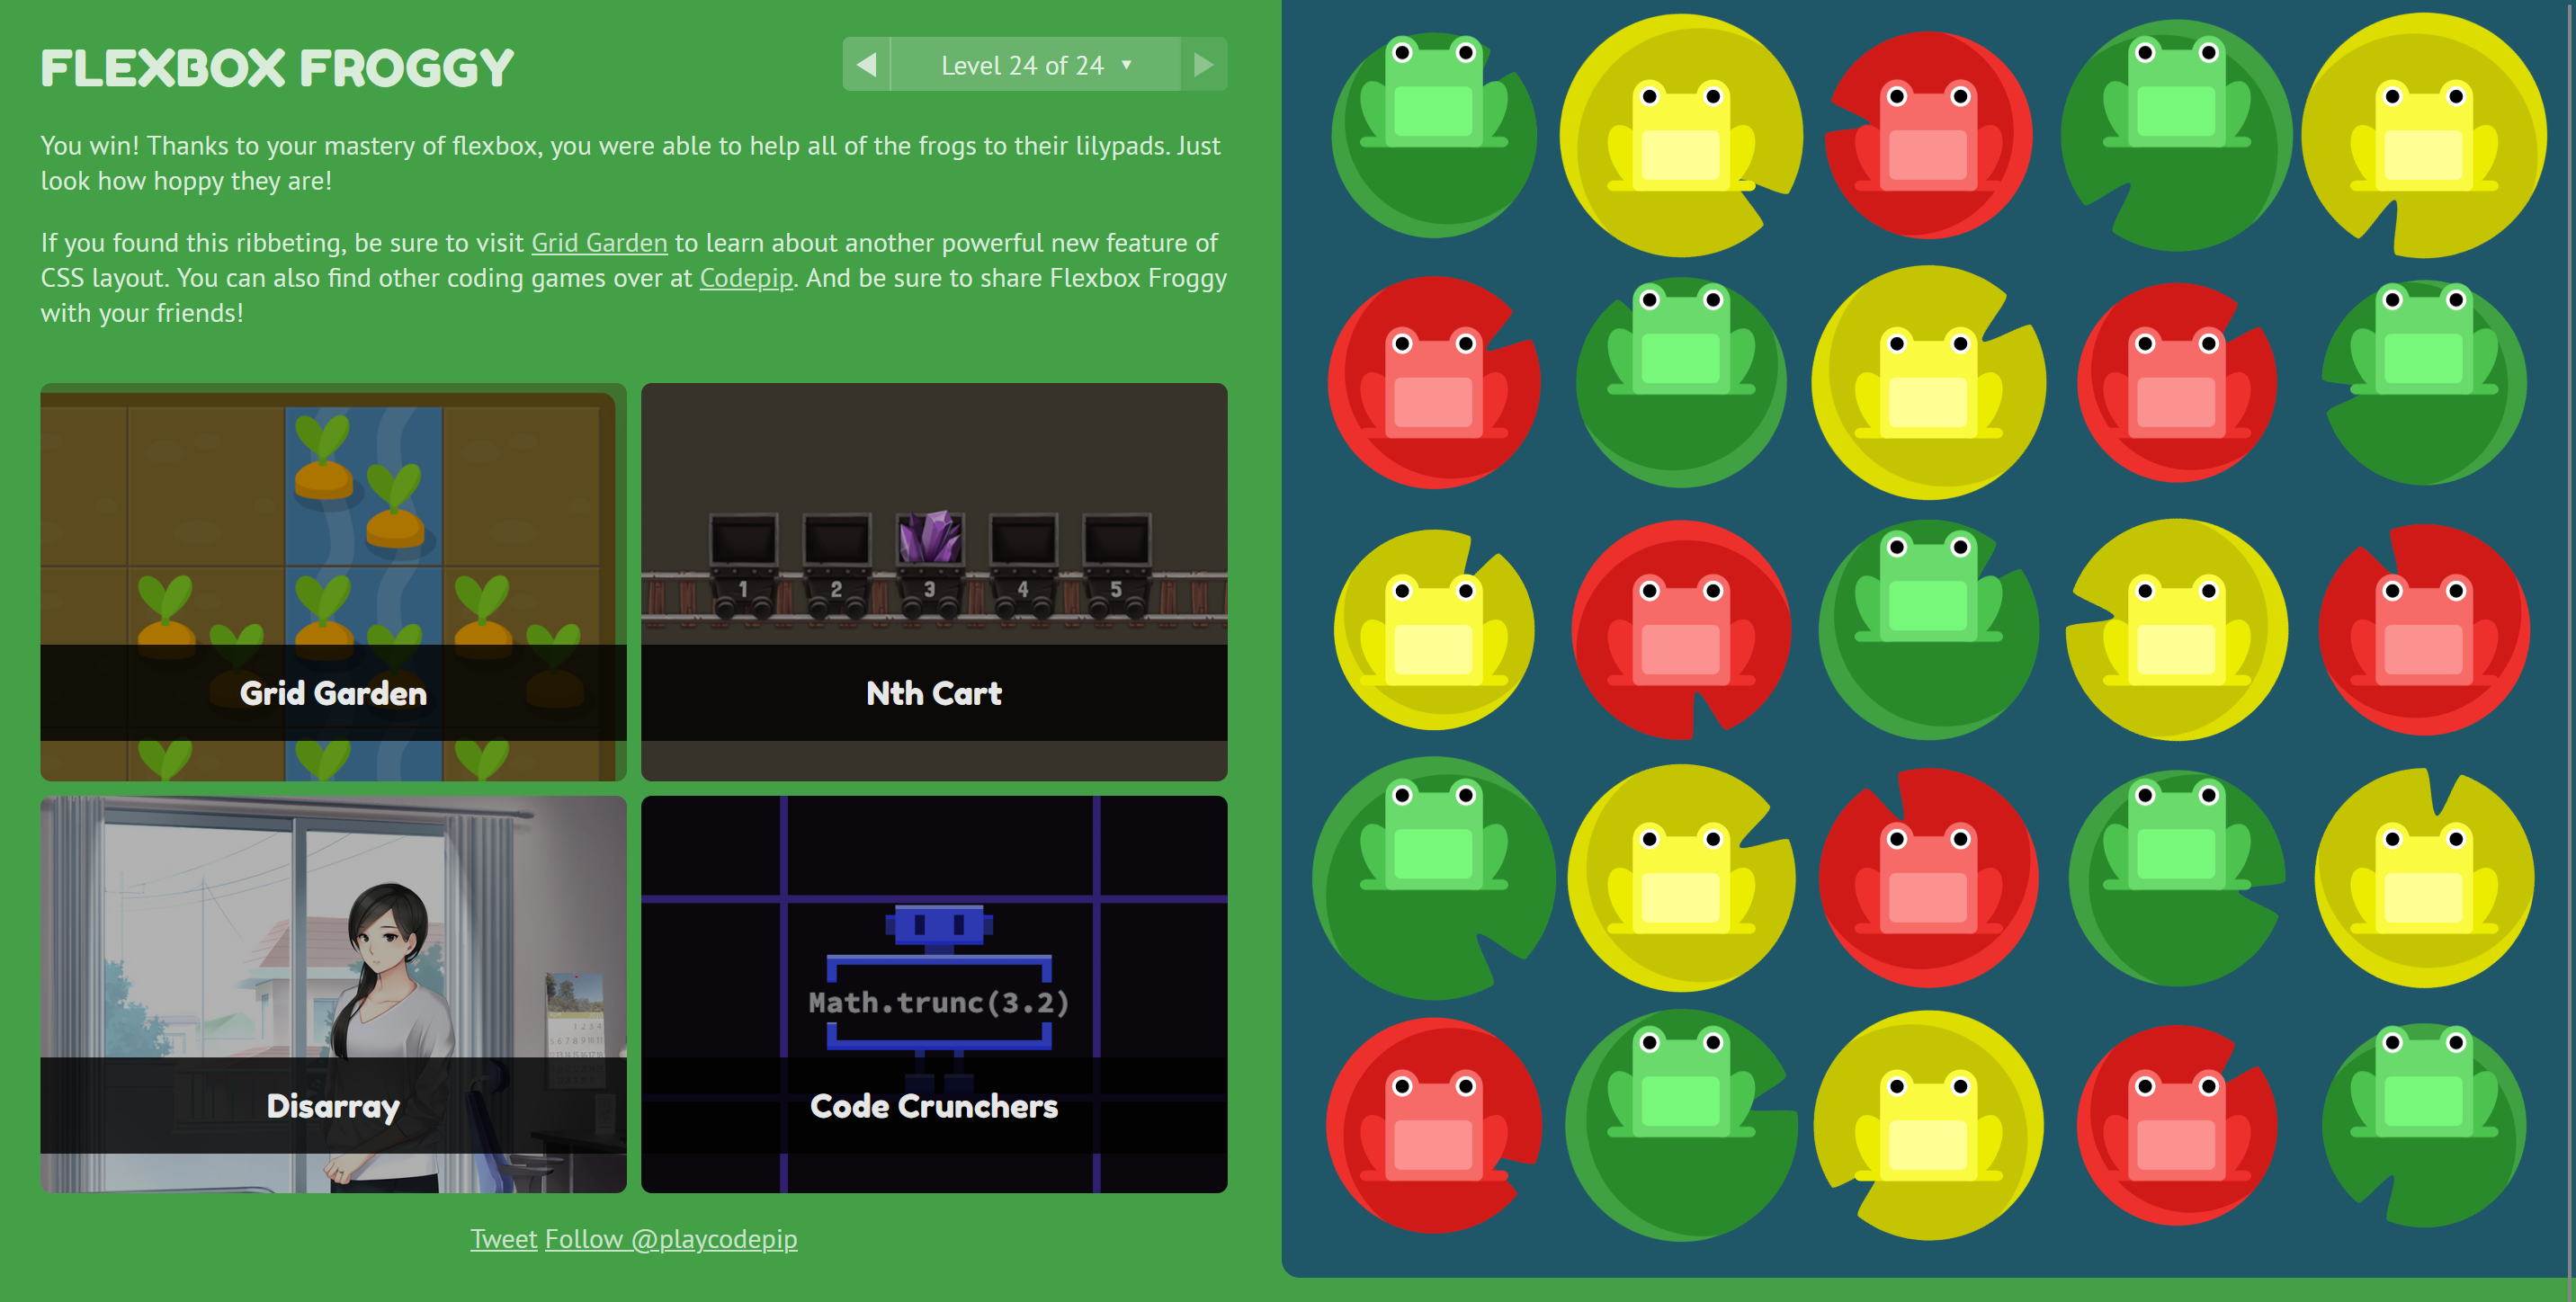 FLEXBOX FROGGY
Level 24 of 24 ▼
You win! Thanks to your mastery of flexbox, you were able to help all of the frogs to their lilypads. Just
look how hoppy they are!
If you found this ribbeting, be sure to visit Grid Garden to learn about another powerful new feature of
CSS layout. You can also find other coding games over at Codepip. And be sure to share Flexbox Froggy
with your friends!
1 2 3 4 5
Grid Garden
Nth Cart
Math.trunc(3.2)
Disarray
Code Crunchers
Tweet Follow @playcodepip